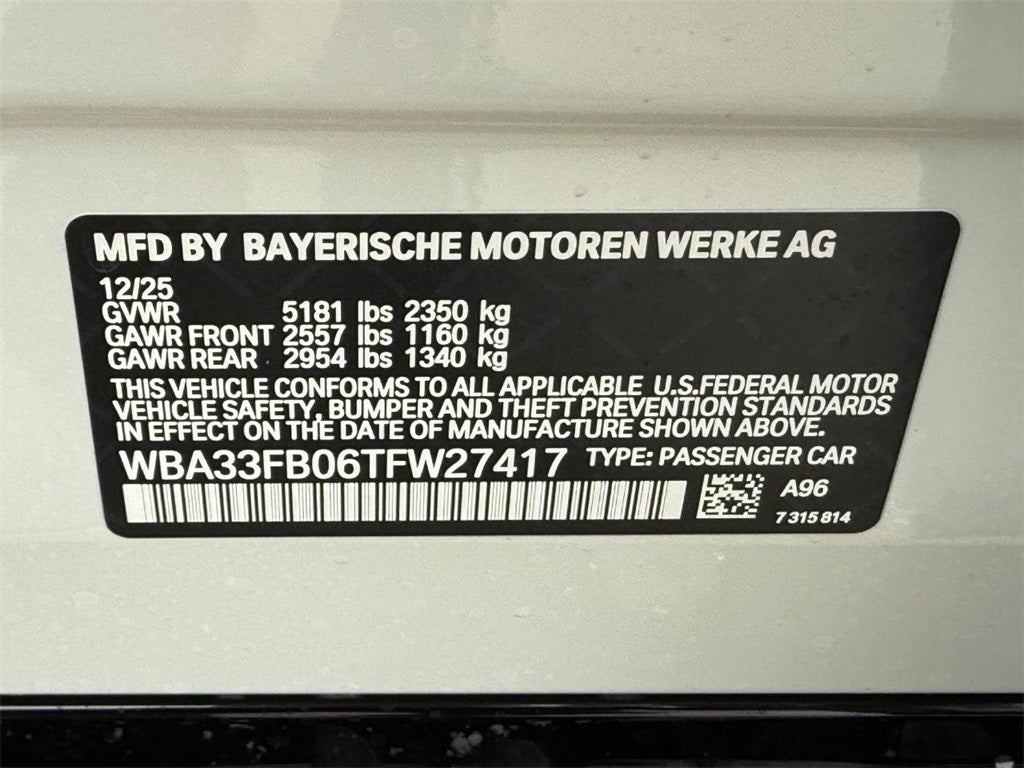 MFD BY BAYERISCHE MOTOREN WERKE AG
12/25
GVWR 5181 lbs 2350 kg
GAWR FRONT 2557 lbs 1160 kg
GAWR REAR 2954 lbs 1340 kg
THIS VEHICLE CONFORMS TO ALL APPLICABLE U.S.FEDERAL MOTOR
VEHICLE SAFETY, BUMPER AND THEFT PREVENTION STANDARDS
IN EFFECT ON THE DATE OF MANUFACTURE SHOWN ABOVE.
WBA33FB06TFW27417 TYPE: PASSENGER CAR
A96
7 315 814